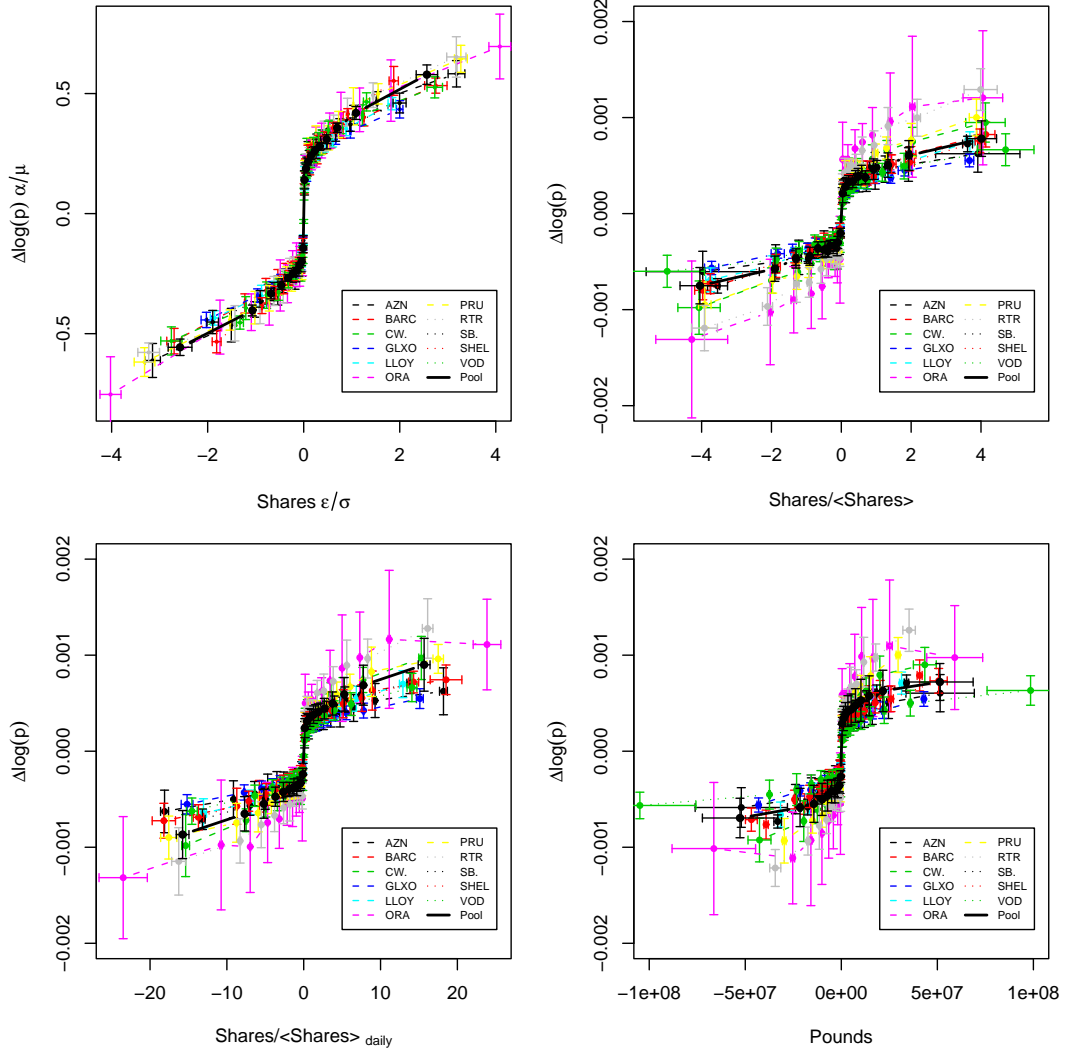 Δlog(p) α/μ
0.5
0.0
−0.5
−4
−2
0
2
4
Shares ε/σ
AZN
BARC
CW.
GLXO
LLOY
ORA
PRU
RTR
SB.
SHEL
VOD
Pool
Δlog(p)
0.002
0.001
0.000
−0.001
−0.002
−4
−2
0
2
4
Shares/<Shares>
AZN
BARC
CW.
GLXO
LLOY
ORA
PRU
RTR
SB.
SHEL
VOD
Pool
Δlog(p)
0.002
0.001
0.000
−0.001
−0.002
−20
−10
0
10
20
Shares/<Shares> daily
AZN
BARC
CW.
GLXO
LLOY
ORA
PRU
RTR
SB.
SHEL
VOD
Pool
Δlog(p)
0.002
0.001
0.000
−0.001
−0.002
−1e+08
−5e+07
0e+00
5e+07
1e+08
Pounds
AZN
BARC
CW.
GLXO
LLOY
ORA
PRU
RTR
SB.
SHEL
VOD
Pool